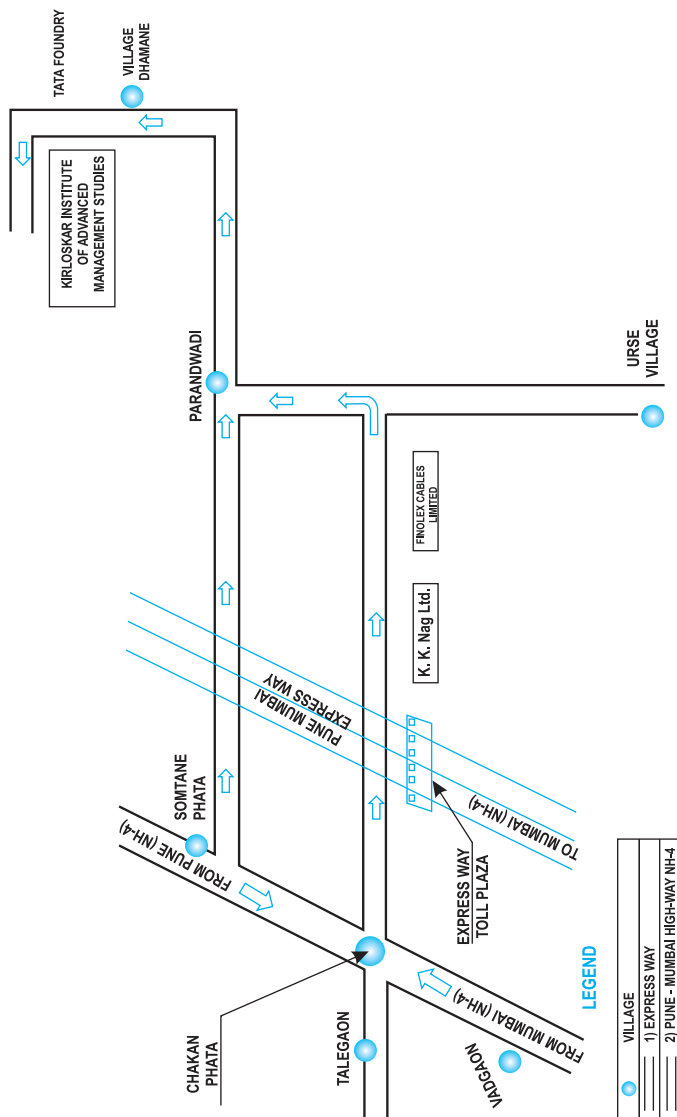 TATA FOUNDRY
VILLAGE
DHAMANE
KIRLOSKAR INSTITUTE
OF ADVANCED
MANAGEMENT STUDIES
PARANDWADI
URSE
VILLAGE
FINOLEX CABLES
LIMITED
K. K. Nag Ltd.
PUNE MUMBAI
EXPRESS WAY
SOMTANE
PHATA
FROM PUNE (NH-4)
TO MUMBAI (NH-4)
EXPRESS WAY
TOLL PLAZA
CHAKAN
PHATA
TALEGAON
VADGAON
FROM MUMBAI (NH-4)
LEGEND
VILLAGE
1) EXPRESS WAY
2) PUNE - MUMBAI HIGH-WAY NH-4